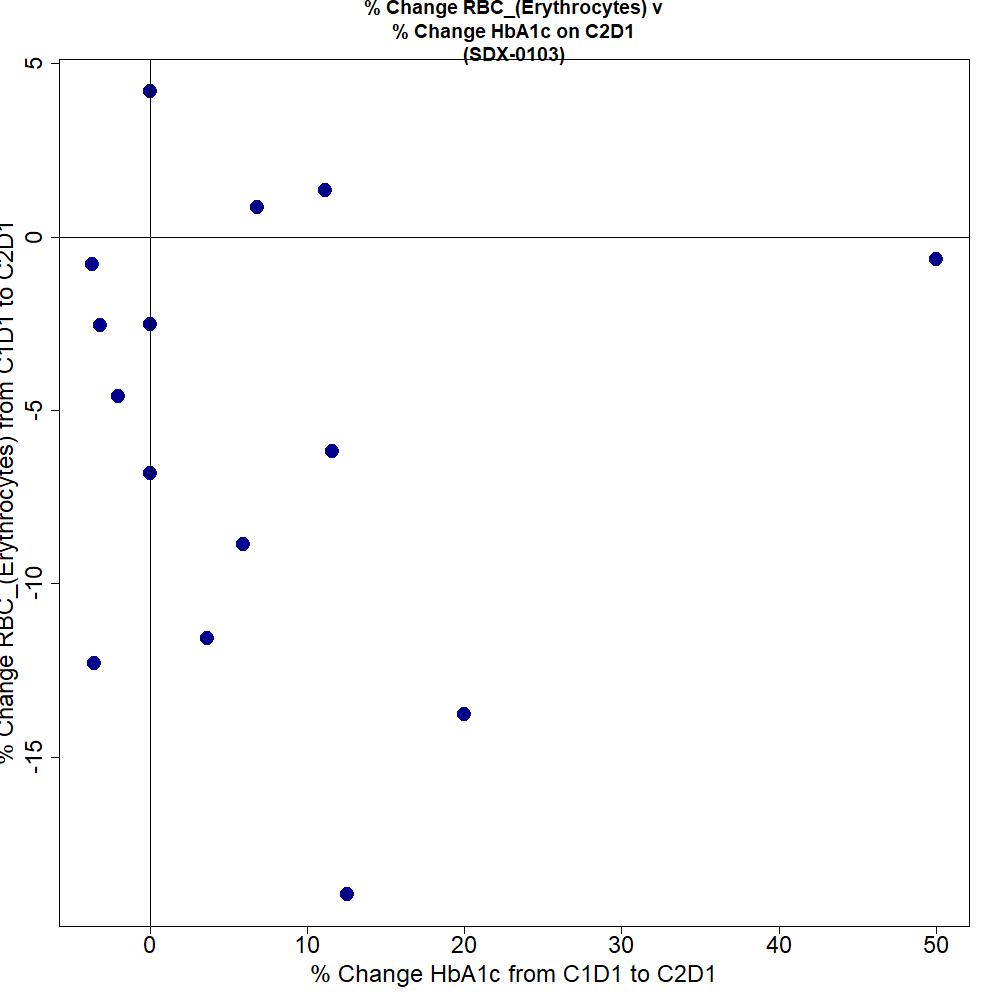 % Change RBC_(Erythrocytes) v
% Change HbA1c on C2D1
(SDX-0103)
% Change RBC_(Erythrocytes) from C1D1 to C2D1
5
0
-5
-10
-15
0 10 20 30 40 50
% Change HbA1c from C1D1 to C2D1